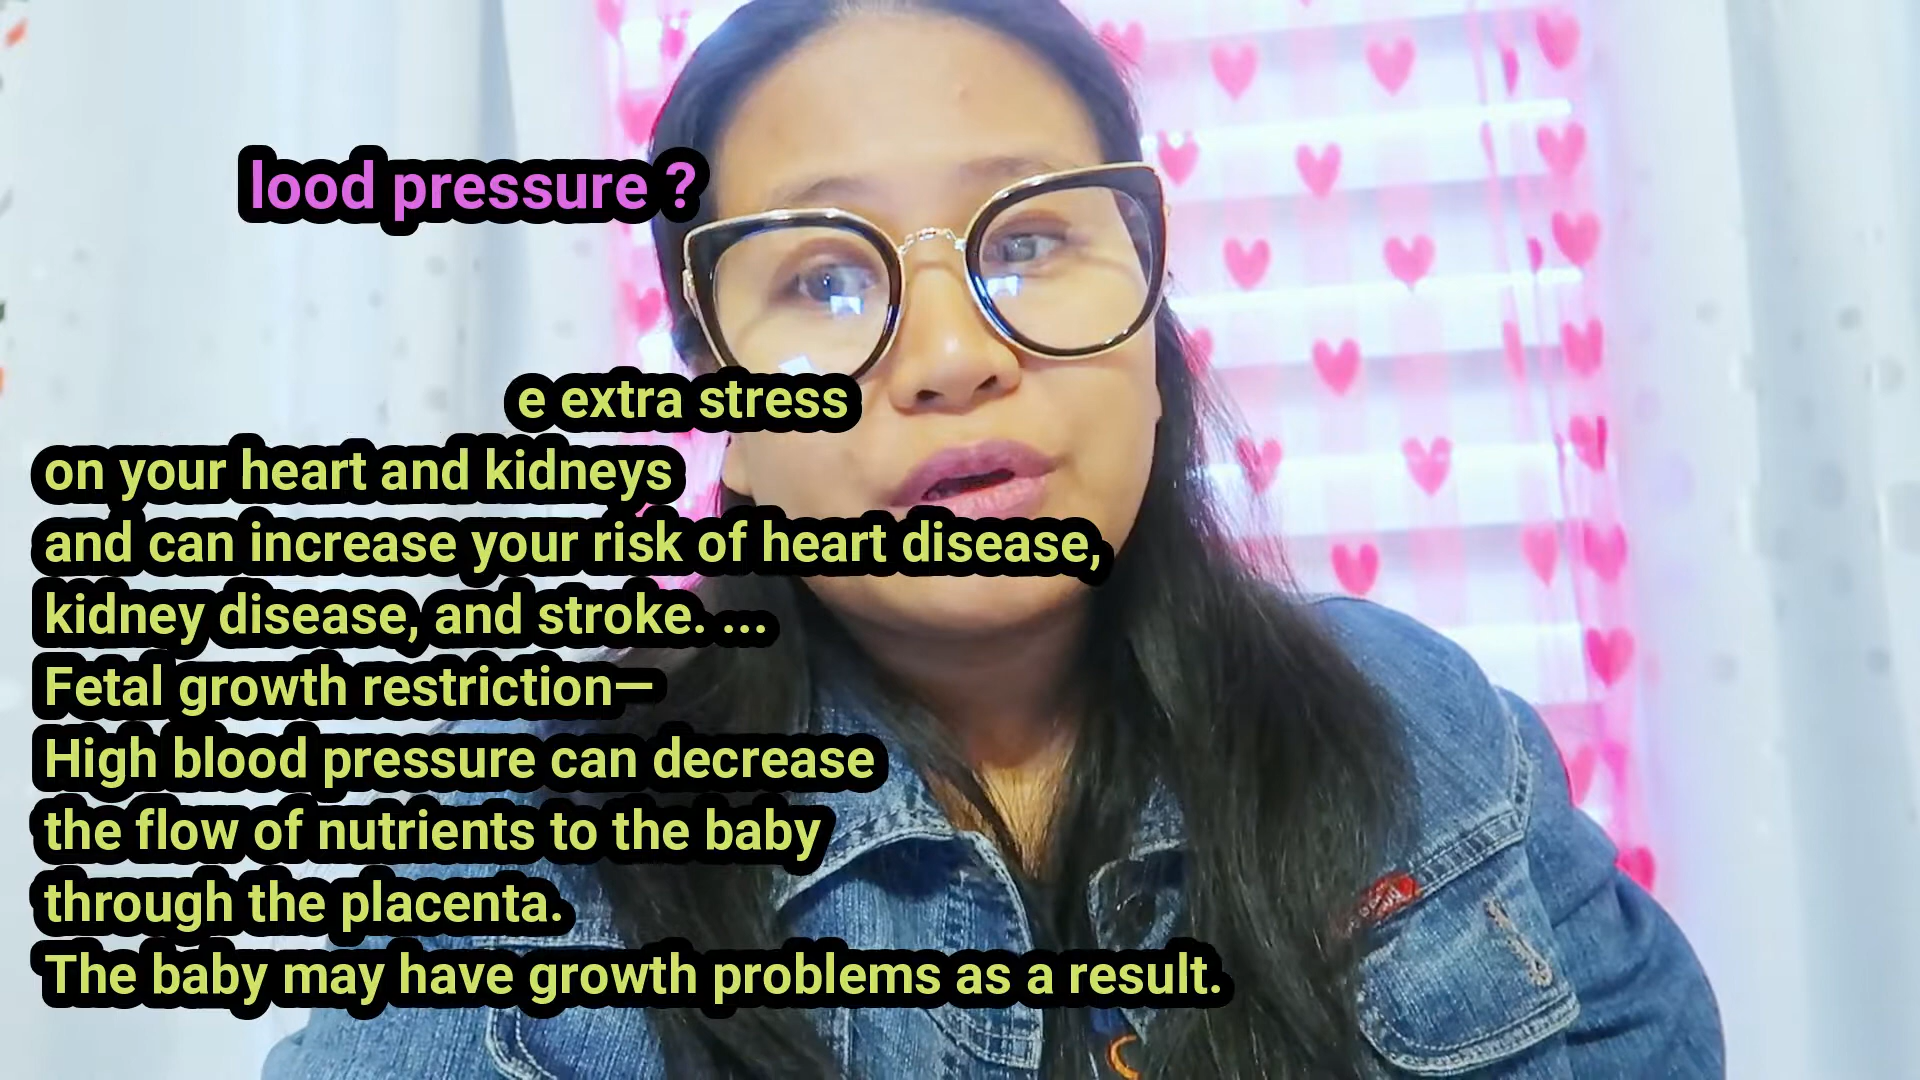 lood pressure ?
e extra stress
on your heart and kidneys
and can increase your risk of heart disease,
kidney disease, and stroke. ...
Fetal growth restriction—
High blood pressure can decrease
the flow of nutrients to the baby
through the placenta.
The baby may have growth problems as a result.